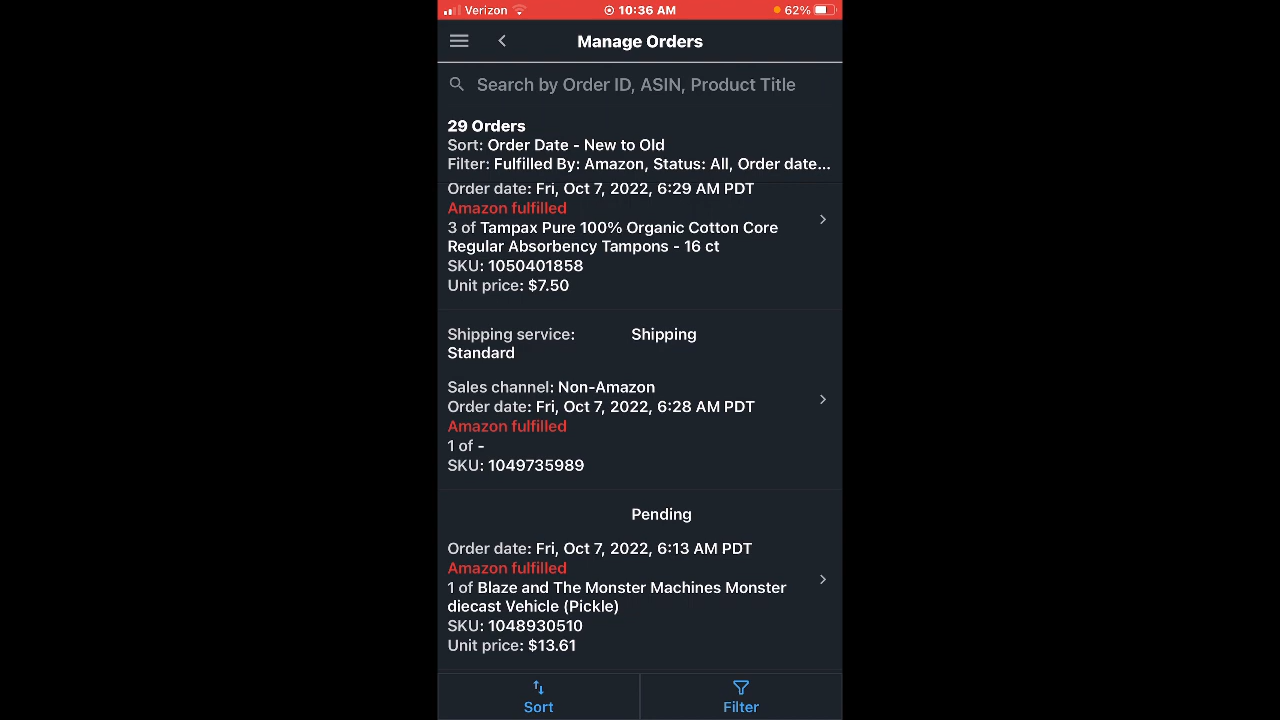 Verizon 10:36 AM 62%
Manage Orders
Search by Order ID, ASIN, Product Title
29 Orders
Sort: Order Date - New to Old
Filter: Fulfilled By: Amazon, Status: All, Order date...
Order date: Fri, Oct 7, 2022, 6:29 AM PDT
Amazon fulfilled
3 of Tampax Pure 100% Organic Cotton Core
Regular Absorbency Tampons - 16 ct
SKU: 1050401858
Unit price: $7.50
Shipping service: Shipping
Standard
Sales channel: Non-Amazon
Order date: Fri, Oct 7, 2022, 6:28 AM PDT
Amazon fulfilled
1 of -
SKU: 1049735989
Pending
Order date: Fri, Oct 7, 2022, 6:13 AM PDT
Amazon fulfilled
1 of Blaze and The Monster Machines Monster
diecast Vehicle (Pickle)
SKU: 1048930510
Unit price: $13.61
Sort Filter